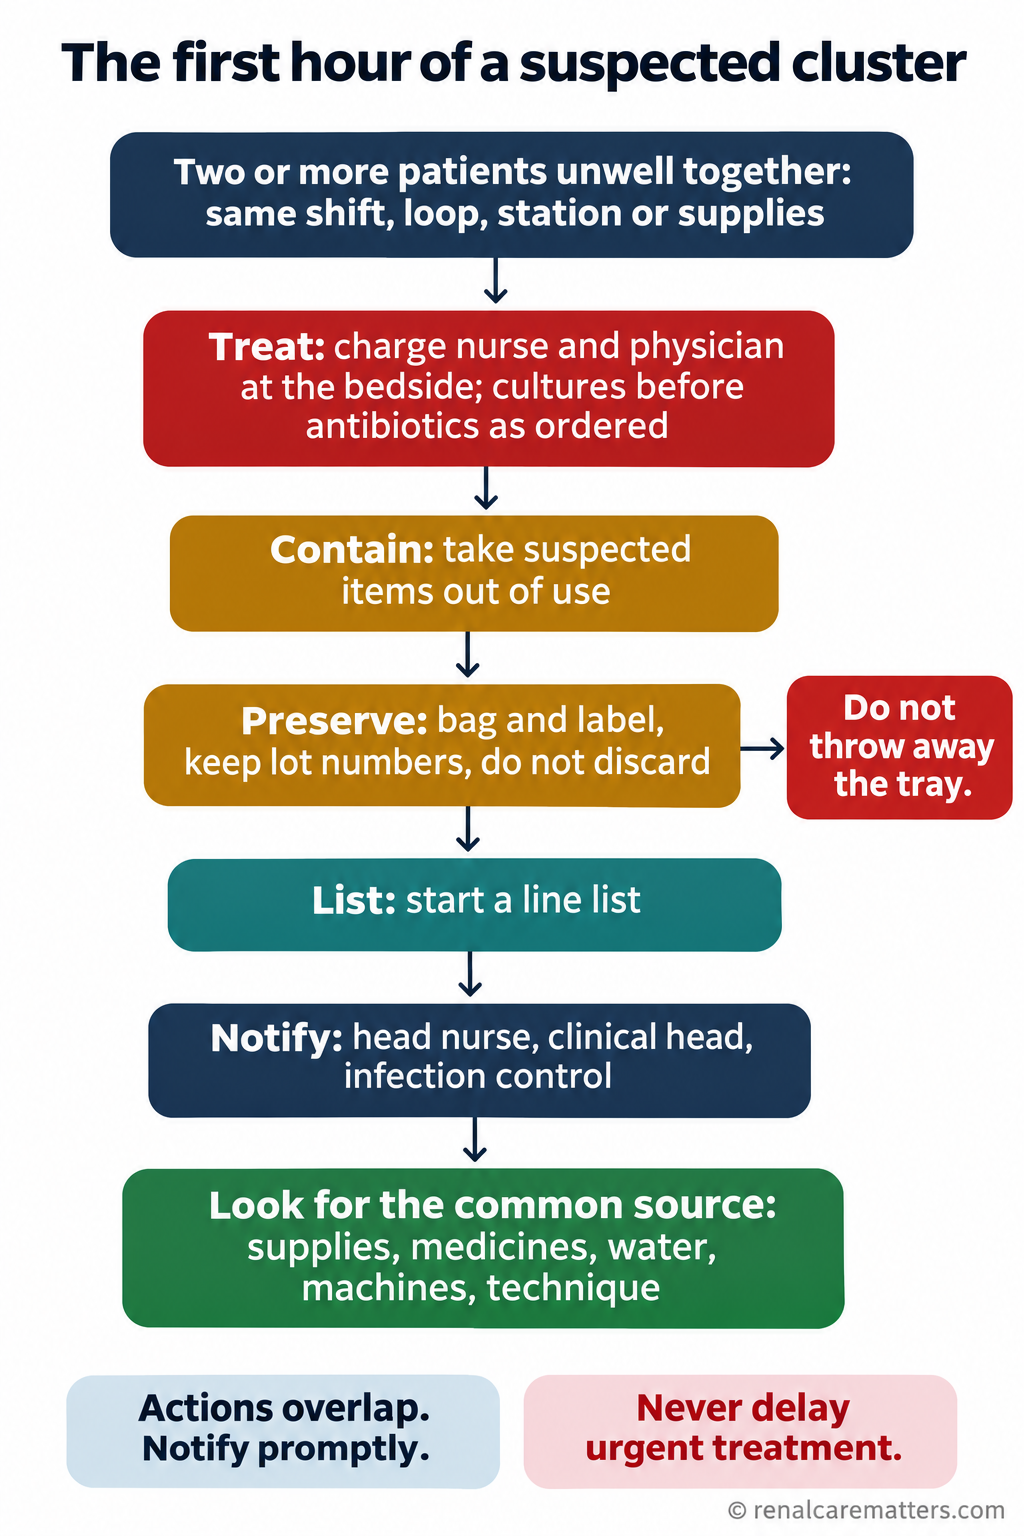 The first hour of a suspected cluster
Two or more patients unwell together:
same shift, loop, station or supplies
Treat: charge nurse and physician
at the bedside; cultures before
antibiotics as ordered
Contain: take suspected
items out of use
Preserve: bag and label,
keep lot numbers, do not discard
Do not
throw away
the tray.
List: start a line list
Notify: head nurse, clinical head,
infection control
Look for the common source:
supplies, medicines, water,
machines, technique
Actions overlap.
Notify promptly.
Never delay
urgent treatment.
© renalcarematters.com